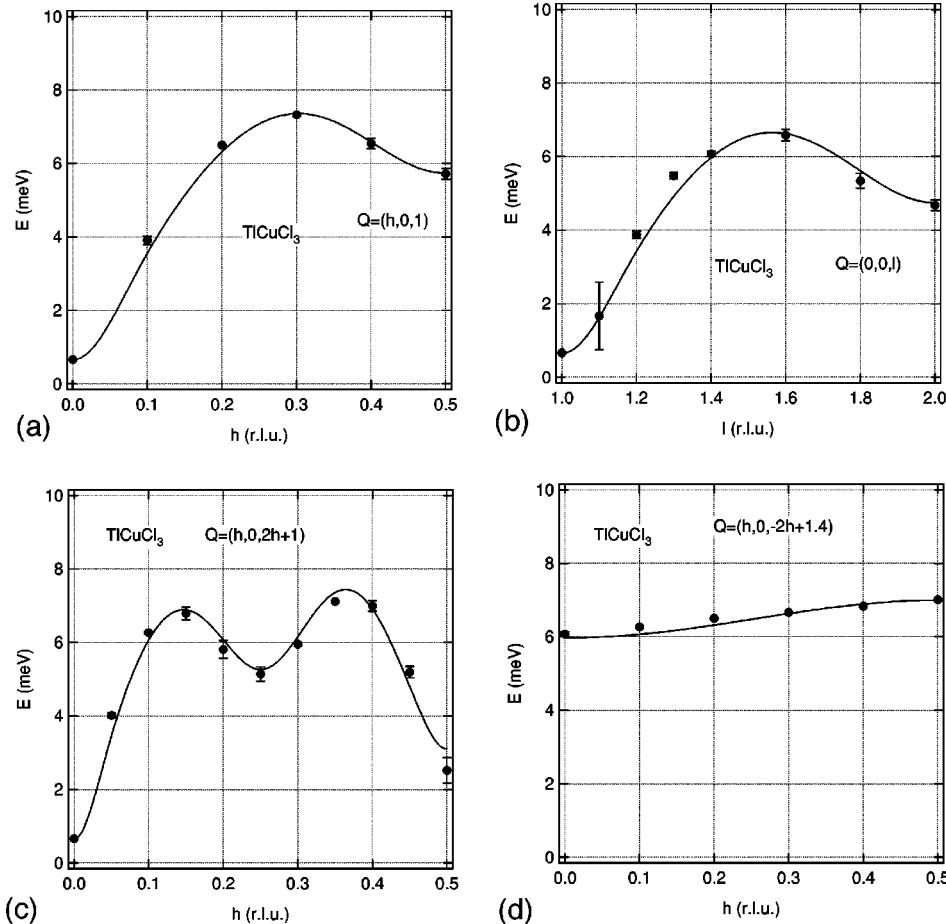 10
8
6
4
2
0
E (meV)
TlCuCl3
Q=(h,0,1)
0.0 0.1 0.2 0.3 0.4 0.5
h (r.l.u.)
(a)
10
8
6
4
2
0
E (meV)
TlCuCl3
Q=(0,0,l)
1.0 1.2 1.4 1.6 1.8 2.0
l (r.l.u.)
(b)
10
8
6
4
2
0
E (meV)
TlCuCl3 Q=(h,0,2h+1)
0.0 0.1 0.2 0.3 0.4 0.5
h (r.l.u.)
(c)
10
8
6
4
2
0
E (meV)
TlCuCl3 Q=(h,0,-2h+1.4)
0.0 0.1 0.2 0.3 0.4 0.5
h (r.l.u.)
(d)